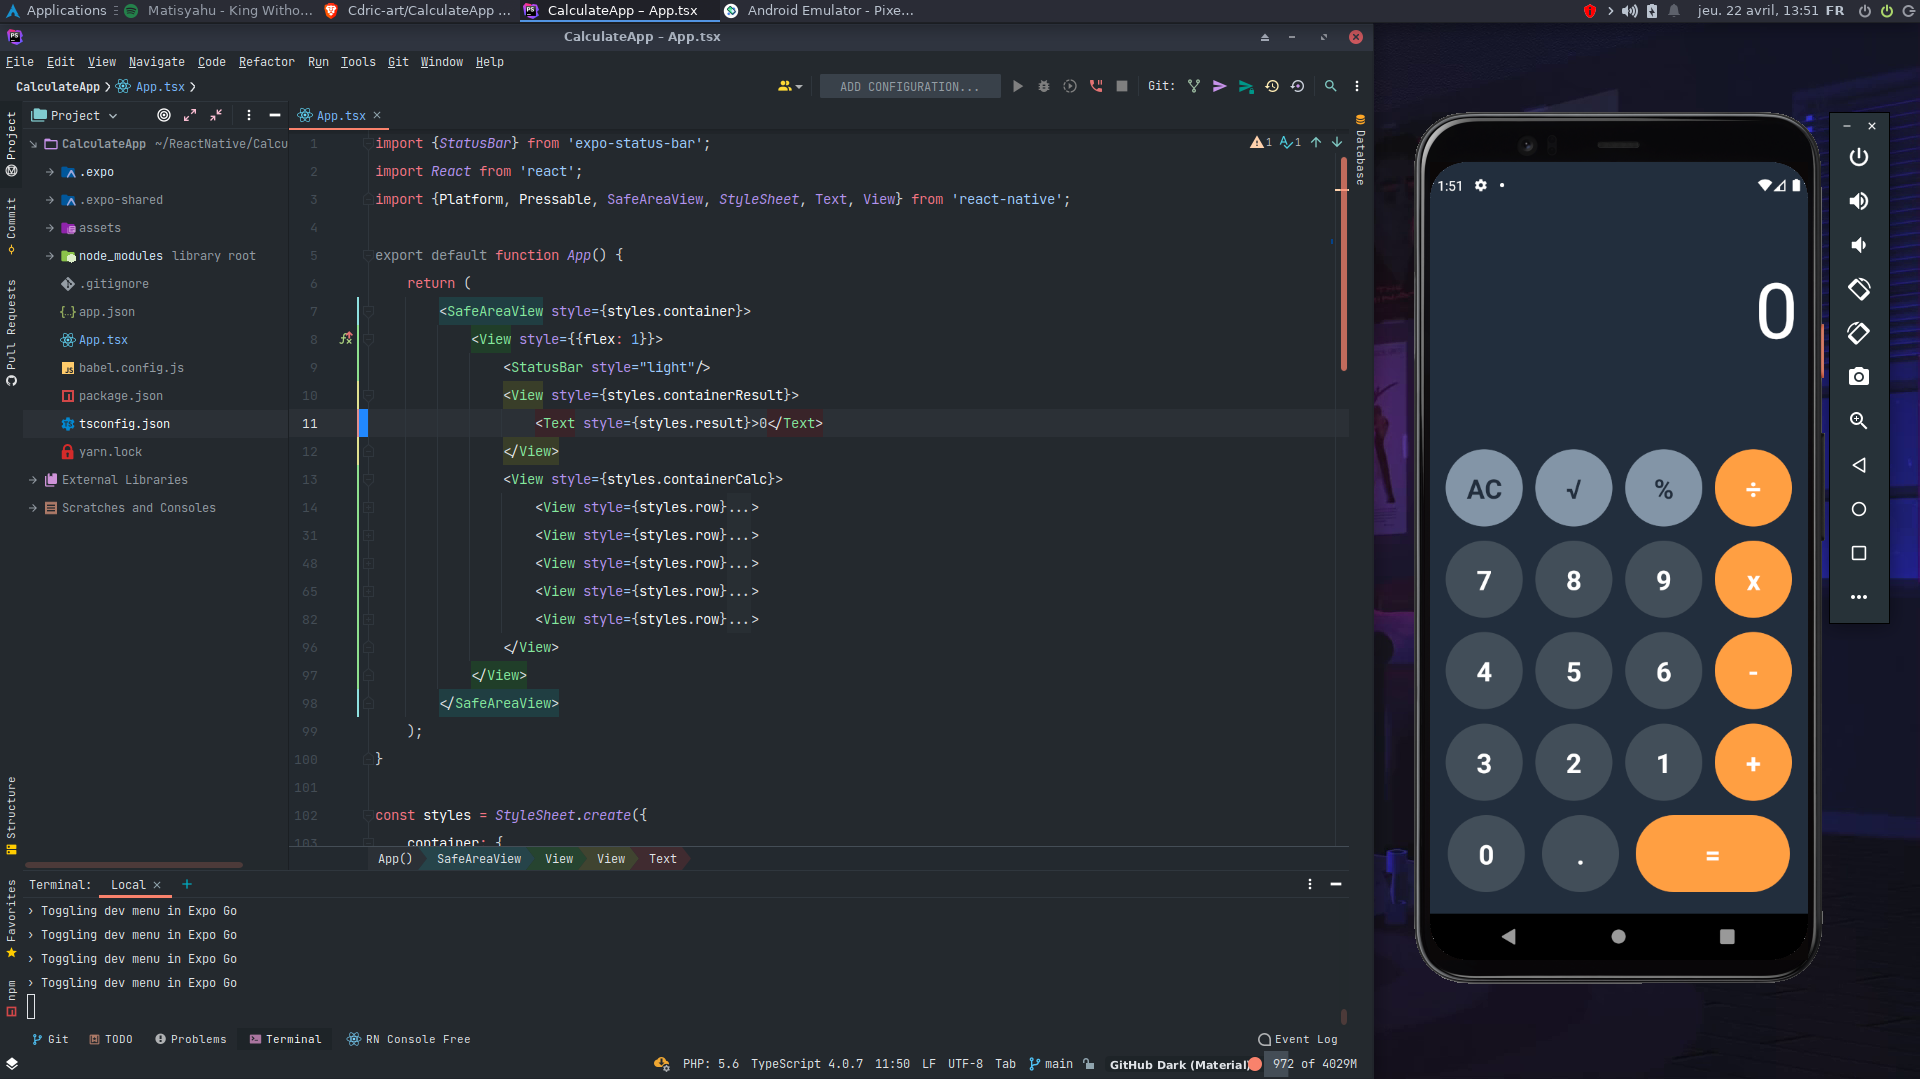 Applications
Matisyahu - King Witho...
Cdric-art/CalculateApp ...
CalculateApp – App.tsx
Android Emulator - Pixe...
jeu. 22 avril, 13:51 FR
CalculateApp – App.tsx
File Edit View Navigate Code Refactor Run Tools Git Window Help
CalculateApp App.tsx
ADD CONFIGURATION...
Git:
Project
App.tsx
Project
Commit
Pull Requests
Structure
Favorites
npm
Database
CalculateApp ~/ReactNative/Calcu
.expo
.expo-shared
assets
node_modules library root
.gitignore
app.json
App.tsx
babel.config.js
package.json
tsconfig.json
yarn.lock
External Libraries
Scratches and Consoles
1 1
1 import {StatusBar} from 'expo-status-bar';
2 import React from 'react';
3 import {Platform, Pressable, SafeAreaView, StyleSheet, Text, View} from 'react-native';
4
5 export default function App() {
6 return (
7 <SafeAreaView style={styles.container}>
8 <View style={{flex: 1}}>
9 <StatusBar style="light"/>
10 <View style={styles.containerResult}>
11 <Text style={styles.result}>0</Text>
12 </View>
13 <View style={styles.containerCalc}>
14 <View style={styles.row}...>
31 <View style={styles.row}...>
48 <View style={styles.row}...>
65 <View style={styles.row}...>
82 <View style={styles.row}...>
96 </View>
97 </View>
98 </SafeAreaView>
99 );
100 }
101
102 const styles = StyleSheet.create({
103 container: {
App() SafeAreaView View View Text
Terminal: Local
› Toggling dev menu in Expo Go
› Toggling dev menu in Expo Go
› Toggling dev menu in Expo Go
› Toggling dev menu in Expo Go
Git TODO Problems Terminal RN Console Free
Event Log
PHP: 5.6 TypeScript 4.0.7 11:50 LF UTF-8 Tab main GitHub Dark (Material) 972 of 4029M
1:51
0
AC √ % ÷
7 8 9 x
4 5 6 -
3 2 1 +
0 . =